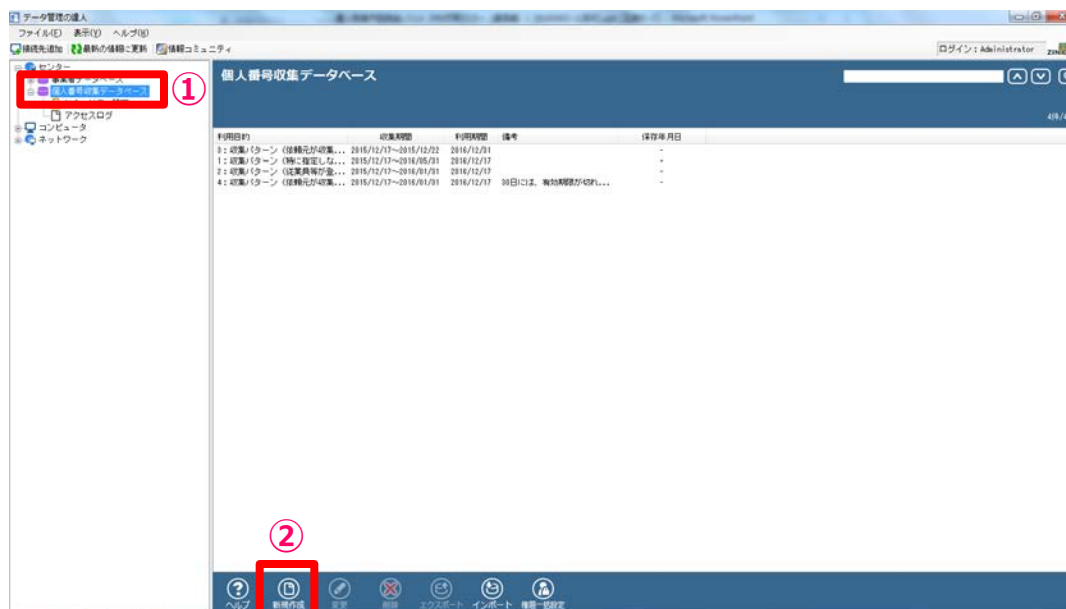 データ管理の達人
ファイル(F) 表示(V) ヘルプ(H)
接続先追加 最新の情報に更新 情報コミュニティ
ログイン：Administrator
センター
事業者データベース
個人番号収集データベース
①
アクセスログ
コンピュータ
ネットワーク
個人番号収集データベース
利用目的 収集期間 利用期間 備考 保存年月日
0：収集パターン（依頼元が収集... 2015/12/17～2015/12/22 2016/12/31 -
1：収集パターン（特に指定しな... 2015/12/17～2016/05/31 2016/12/17 -
2：収集パターン（従業員等が登... 2015/12/17～2016/01/31 2016/12/17 -
4：収集パターン（依頼元が収集... 2015/12/17～2016/01/31 2016/12/17 30日には、有効期限が切れ... -
②
ヘルプ 新規作成 変更 削除 エクスポート インポート 権限一括設定